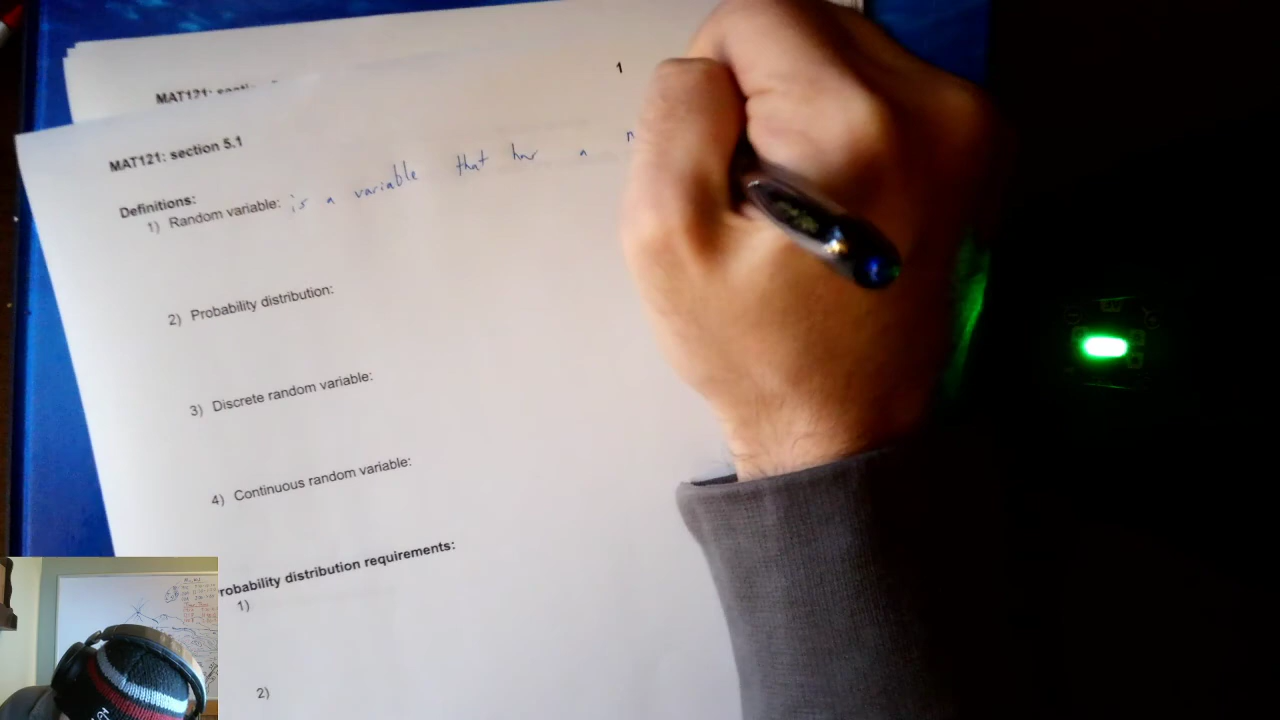 1
MAT121:
MAT121: section 5.1
Definitions:
1) Random variable: is a variable that has a
2) Probability distribution:
3) Discrete random variable:
4) Continuous random variable:
robability distribution requirements:
1)
2)